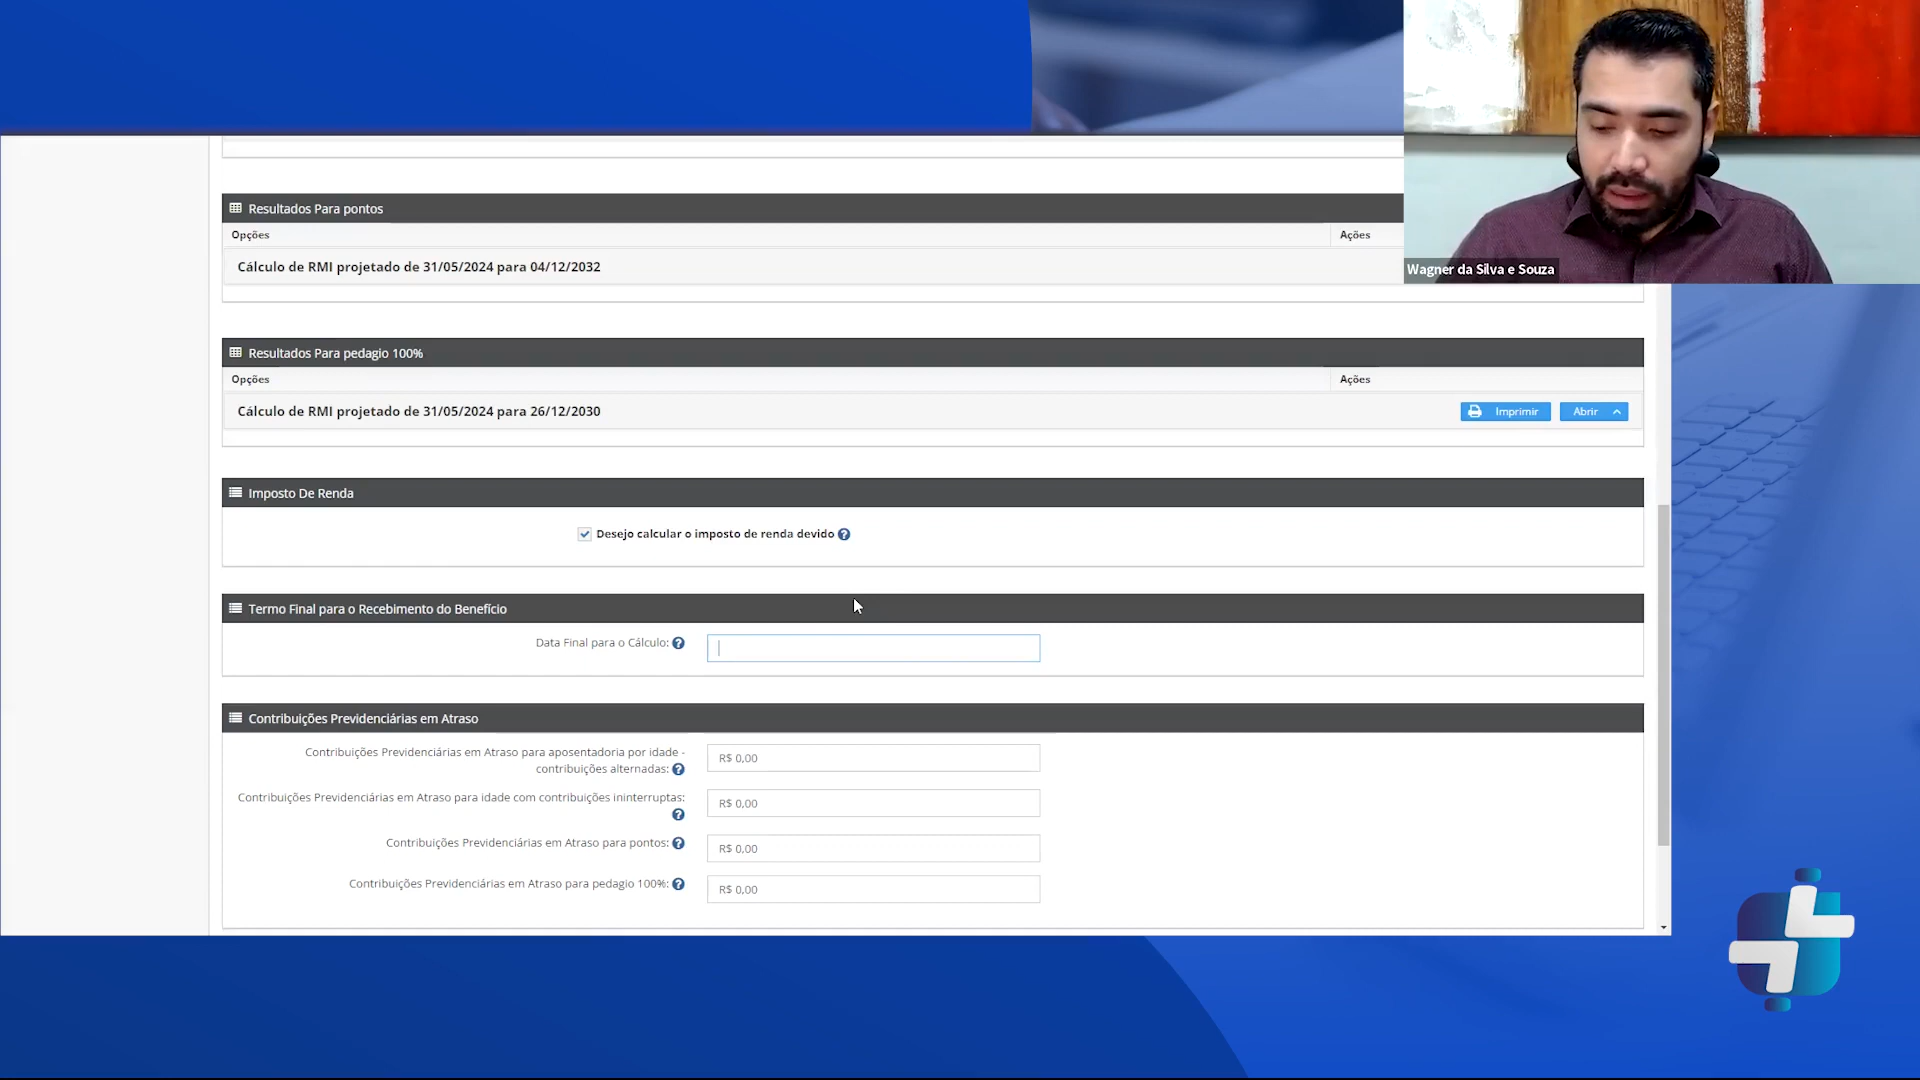 Resultados Para pontos
Opções
Ações
Cálculo de RMI projetado de 31/05/2024 para 04/12/2032
Wagner da Silva e Souza
Resultados Para pedagio 100%
Opções
Ações
Cálculo de RMI projetado de 31/05/2024 para 26/12/2030
Imprimir
Abrir
Imposto De Renda
Desejo calcular o imposto de renda devido
Termo Final para o Recebimento do Benefício
Data Final para o Cálculo:
Contribuições Previdenciárias em Atraso
Contribuições Previdenciárias em Atraso para aposentadoria por idade -
contribuições alternadas:
R$ 0,00
Contribuições Previdenciárias em Atraso para idade com contribuições ininterruptas:
R$ 0,00
Contribuições Previdenciárias em Atraso para pontos:
R$ 0,00
Contribuições Previdenciárias em Atraso para pedagio 100%:
R$ 0,00